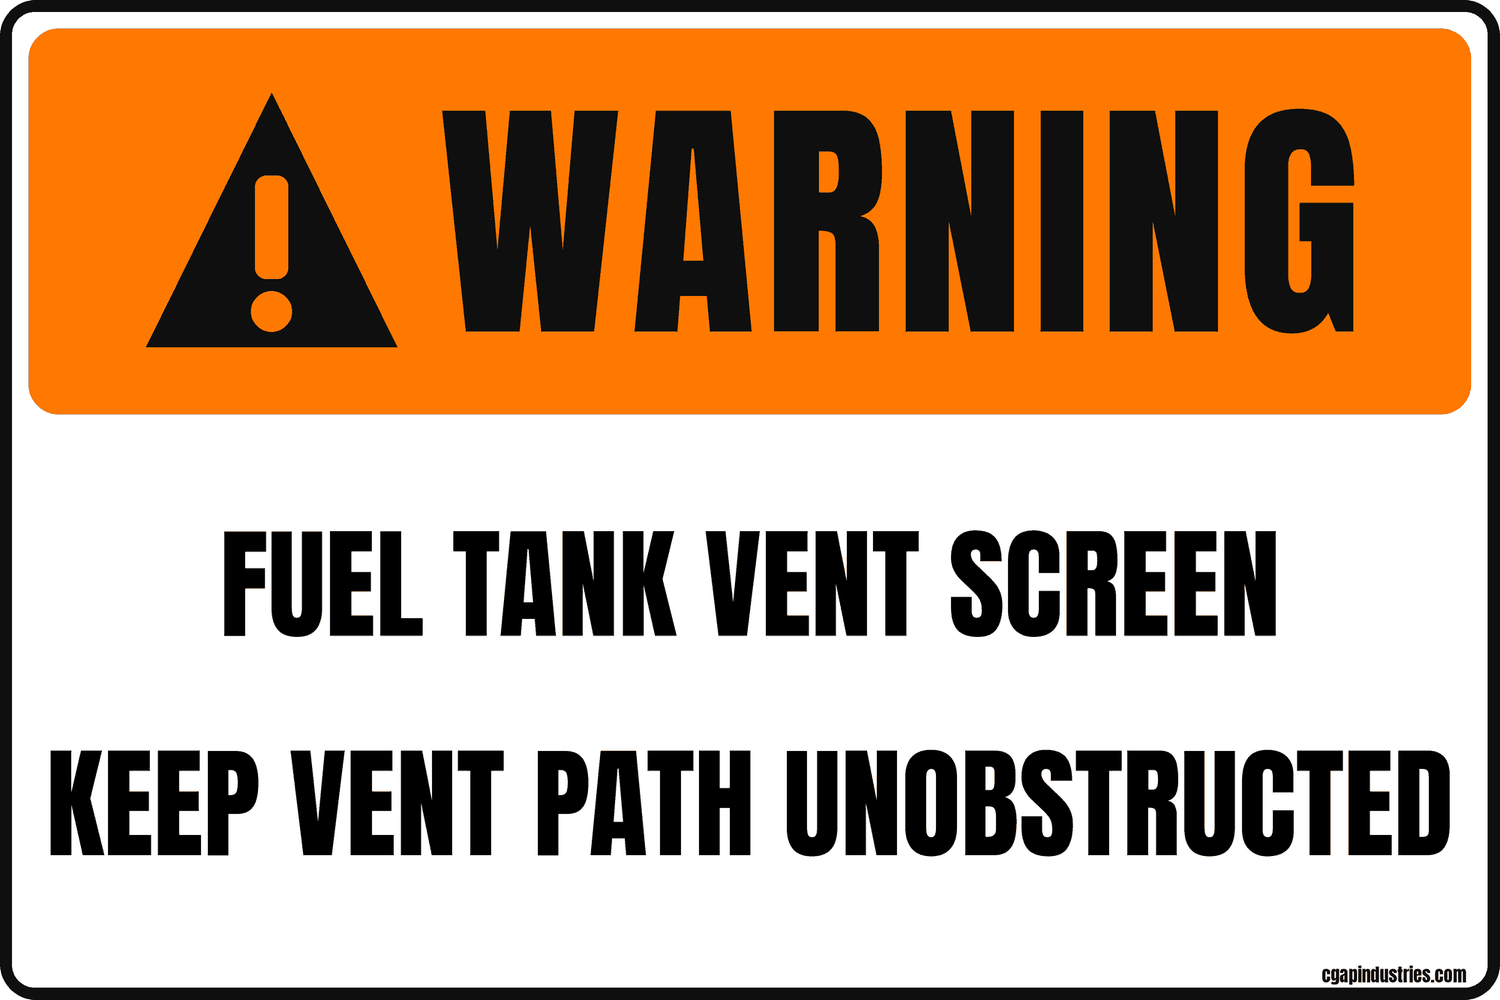 WARNING
FUEL TANK VENT SCREEN
KEEP VENT PATH UNOBSTRUCTED
cgapindustries.com